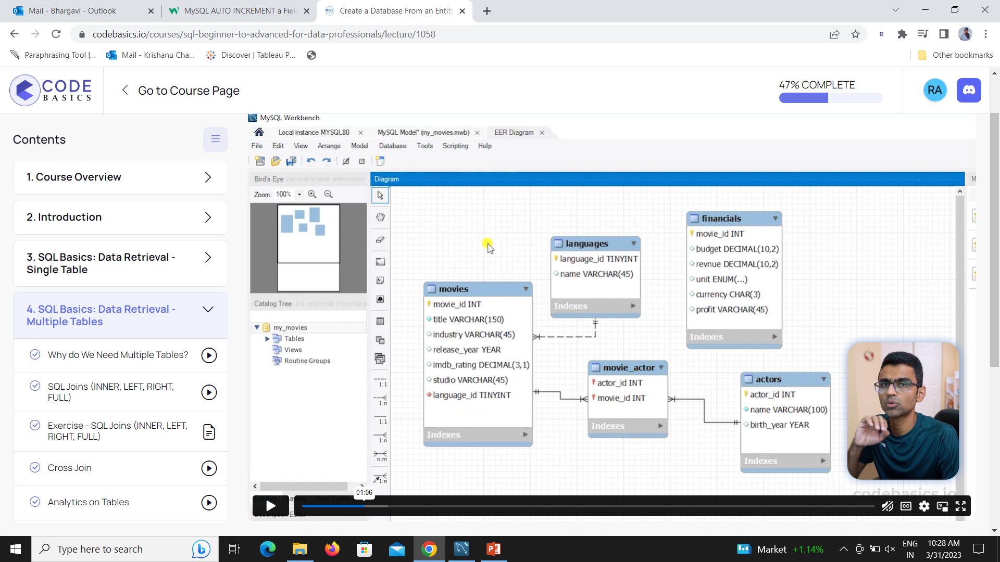 Mail - Bhargavi - Outlook
MySQL AUTO INCREMENT a Fiel
Create a Database From an Entity
codebasics.io/courses/sql-beginner-to-advanced-for-data-professionals/lecture/1058
B
Paraphrasing Tool |...
Mail - Krishanu Cha...
Discover | Tableau P...
Other bookmarks
CODE
BASICS
Go to Course Page
47% COMPLETE
RA
Contents
1. Course Overview
2. Introduction
3. SQL Basics: Data Retrieval -
Single Table
4. SQL Basics: Data Retrieval -
Multiple Tables
Why do We Need Multiple Tables?
SQL Joins (INNER, LEFT, RIGHT,
FULL)
Exercise - SQL Joins (INNER, LEFT,
RIGHT, FULL)
Cross Join
Analytics on Tables
MySQL Workbench
Local instance MYSQL80
MySQL Model* (my_movies.mwb)
EER Diagram
File Edit View Arrange Model Database Tools Scripting Help
Bird's Eye
Zoom: 100%
Catalog Tree
my_movies
Tables
Views
Routine Groups
Diagram
1:1
1:n
1:1
1:n
n:m
1:n
movies
movie_id INT
title VARCHAR(150)
industry VARCHAR(45)
release_year YEAR
imdb_rating DECIMAL(3,1)
studio VARCHAR(45)
language_id TINYINT
Indexes
languages
language_id TINYINT
name VARCHAR(45)
Indexes
movie_actor
actor_id INT
movie_id INT
Indexes
financials
movie_id INT
budget DECIMAL(10,2)
revnue DECIMAL(10,2)
unit ENUM(...)
currency CHAR(3)
profit VARCHAR(45)
Indexes
actors
actor_id INT
name VARCHAR(100)
birth_year YEAR
Indexes
M
codebasics.io
01:06
Catalog Layers User Types
Description Editor
CC
Type here to search
Market +1.14%
ENG
IN
10:28 AM
3/31/2023